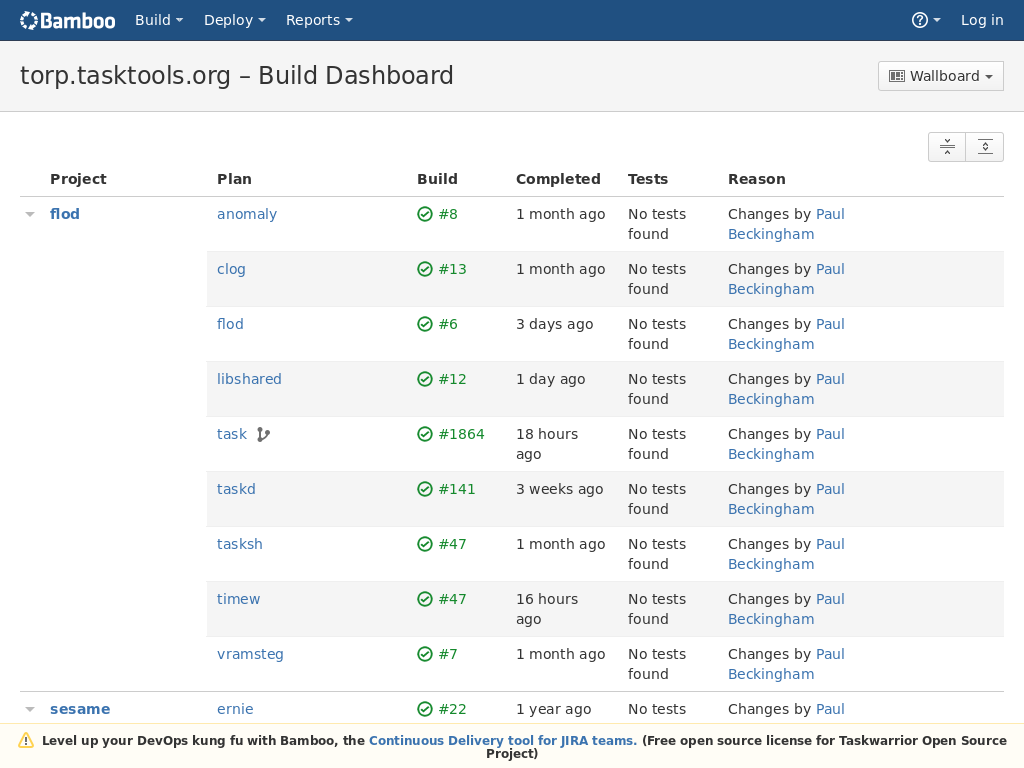 Bamboo Build Deploy Reports Log in
torp.tasktools.org – Build Dashboard
Wallboard
Project Plan Build Completed Tests Reason
flod anomaly #8 1 month ago No tests Changes by Paul
found Beckingham
clog #13 1 month ago No tests Changes by Paul
found Beckingham
flod #6 3 days ago No tests Changes by Paul
found Beckingham
libshared #12 1 day ago No tests Changes by Paul
found Beckingham
task #1864 18 hours No tests Changes by Paul
ago found Beckingham
taskd #141 3 weeks ago No tests Changes by Paul
found Beckingham
tasksh #47 1 month ago No tests Changes by Paul
found Beckingham
timew #47 16 hours No tests Changes by Paul
ago found Beckingham
vramsteg #7 1 month ago No tests Changes by Paul
found Beckingham
sesame ernie #22 1 year ago No tests Changes by Paul
Level up your DevOps kung fu with Bamboo, the Continuous Delivery tool for JIRA teams. (Free open source license for Taskwarrior Open Source
Project)